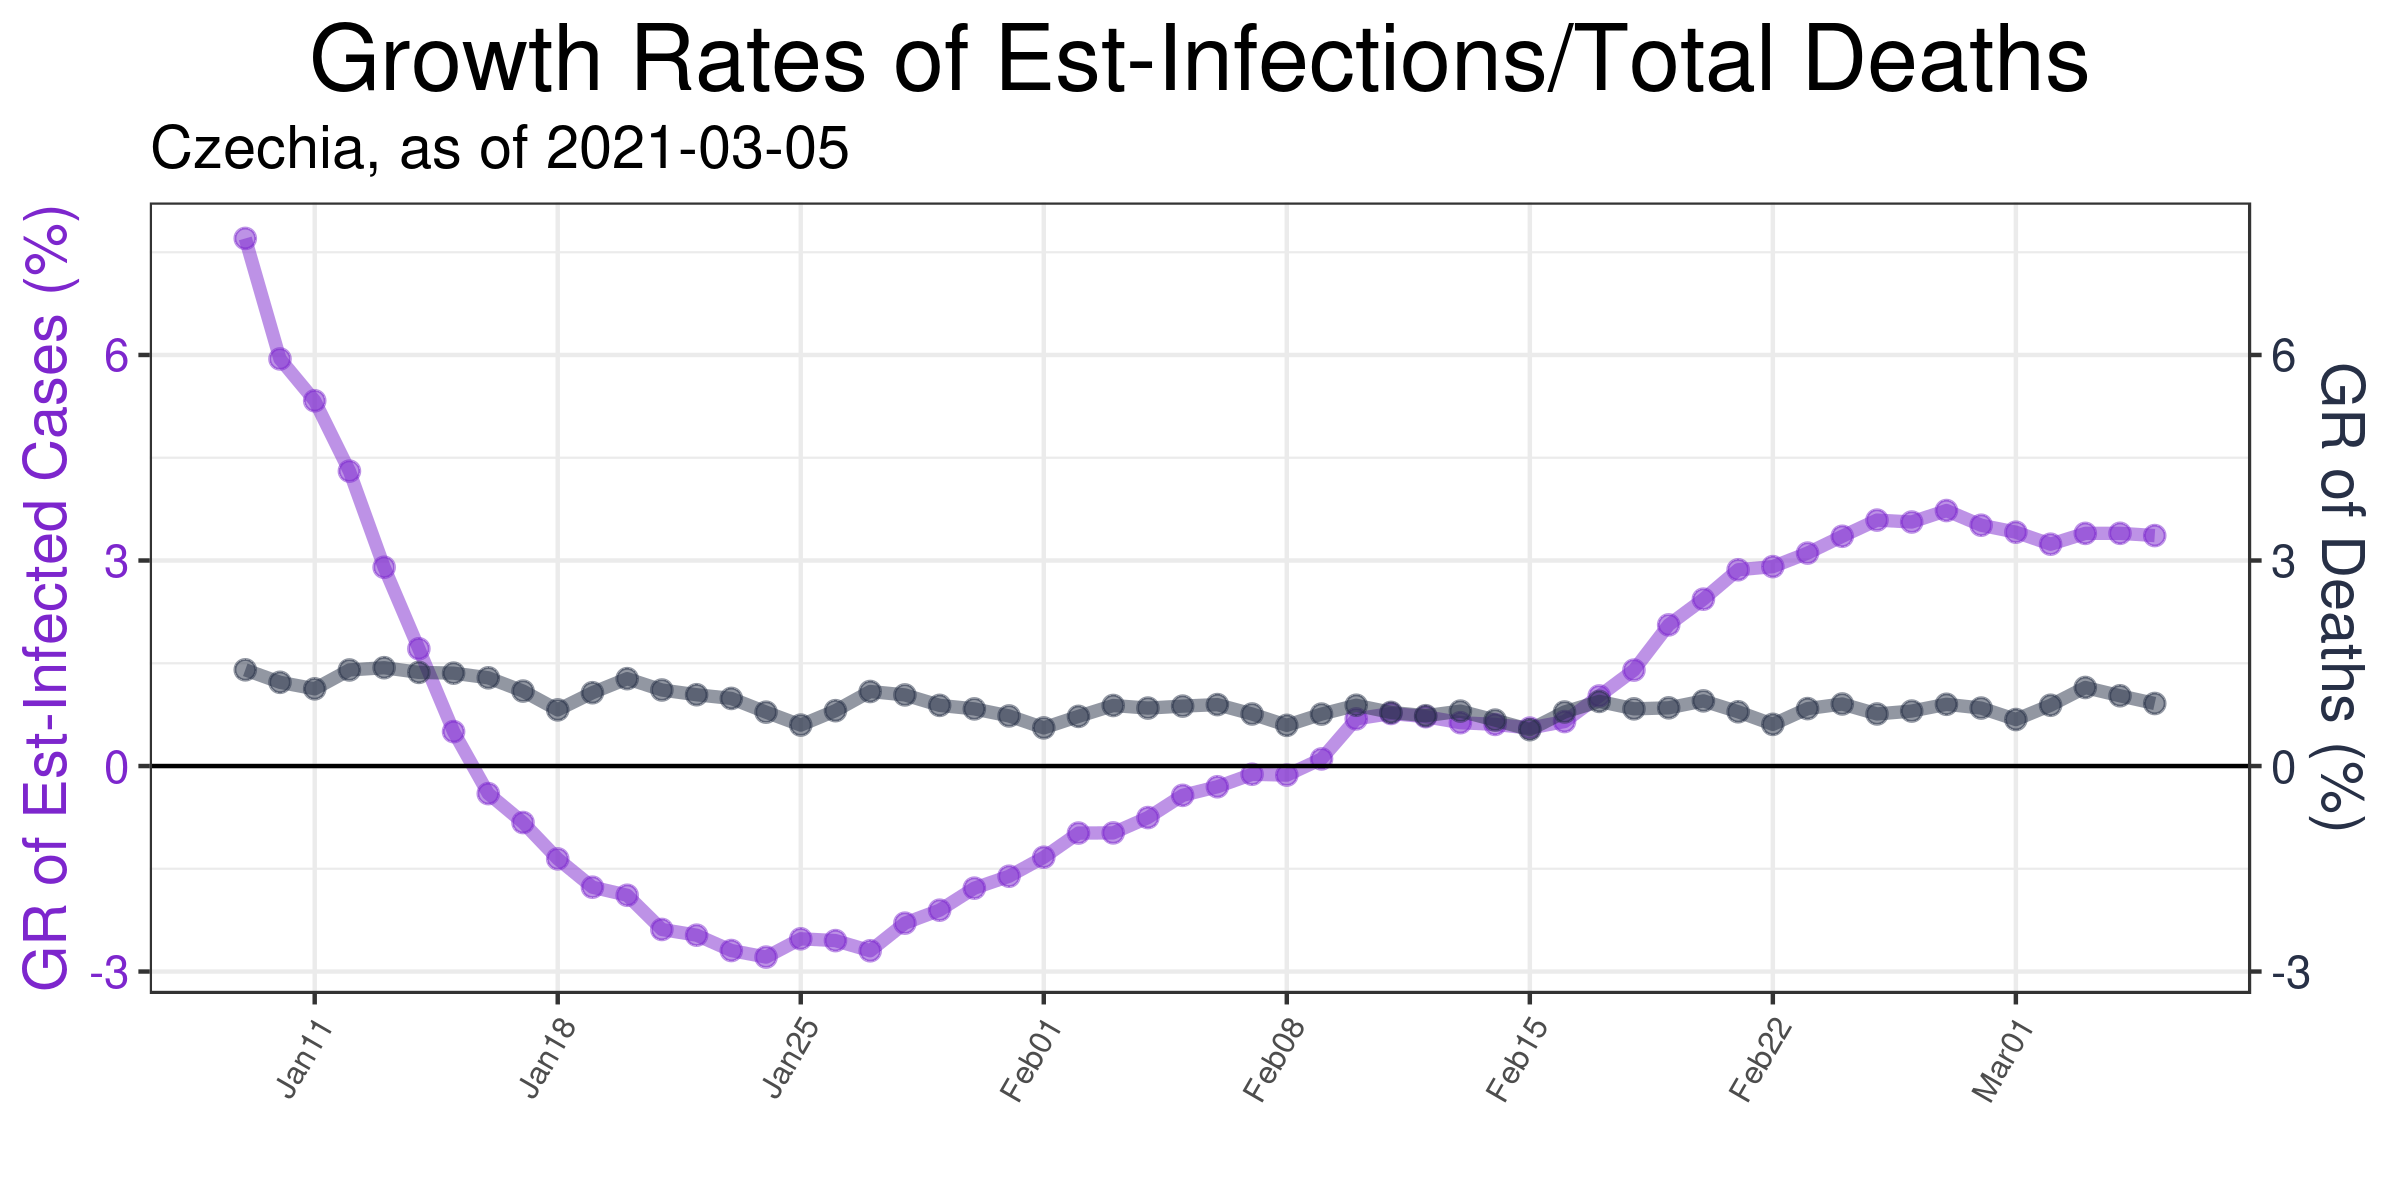 Growth Rates of Est-Infections/Total Deaths
Czechia, as of 2021-03-05
GR of Est-Infected Cases (%)
6
3
0
-3
6
3
0
-3
GR of Deaths (%)
Jan11
Jan18
Jan25
Feb01
Feb08
Feb15
Feb22
Mar01